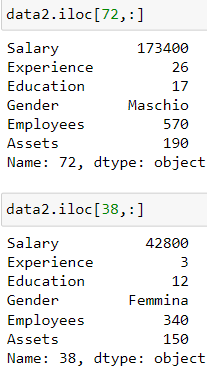 data2.iloc[72,:]
Salary 173400
Experience 26
Education 17
Gender Maschio
Employees 570
Assets 190
Name: 72, dtype: object
data2.iloc[38,:]
Salary 42800
Experience 3
Education 12
Gender Femmina
Employees 340
Assets 150
Name: 38, dtype: object